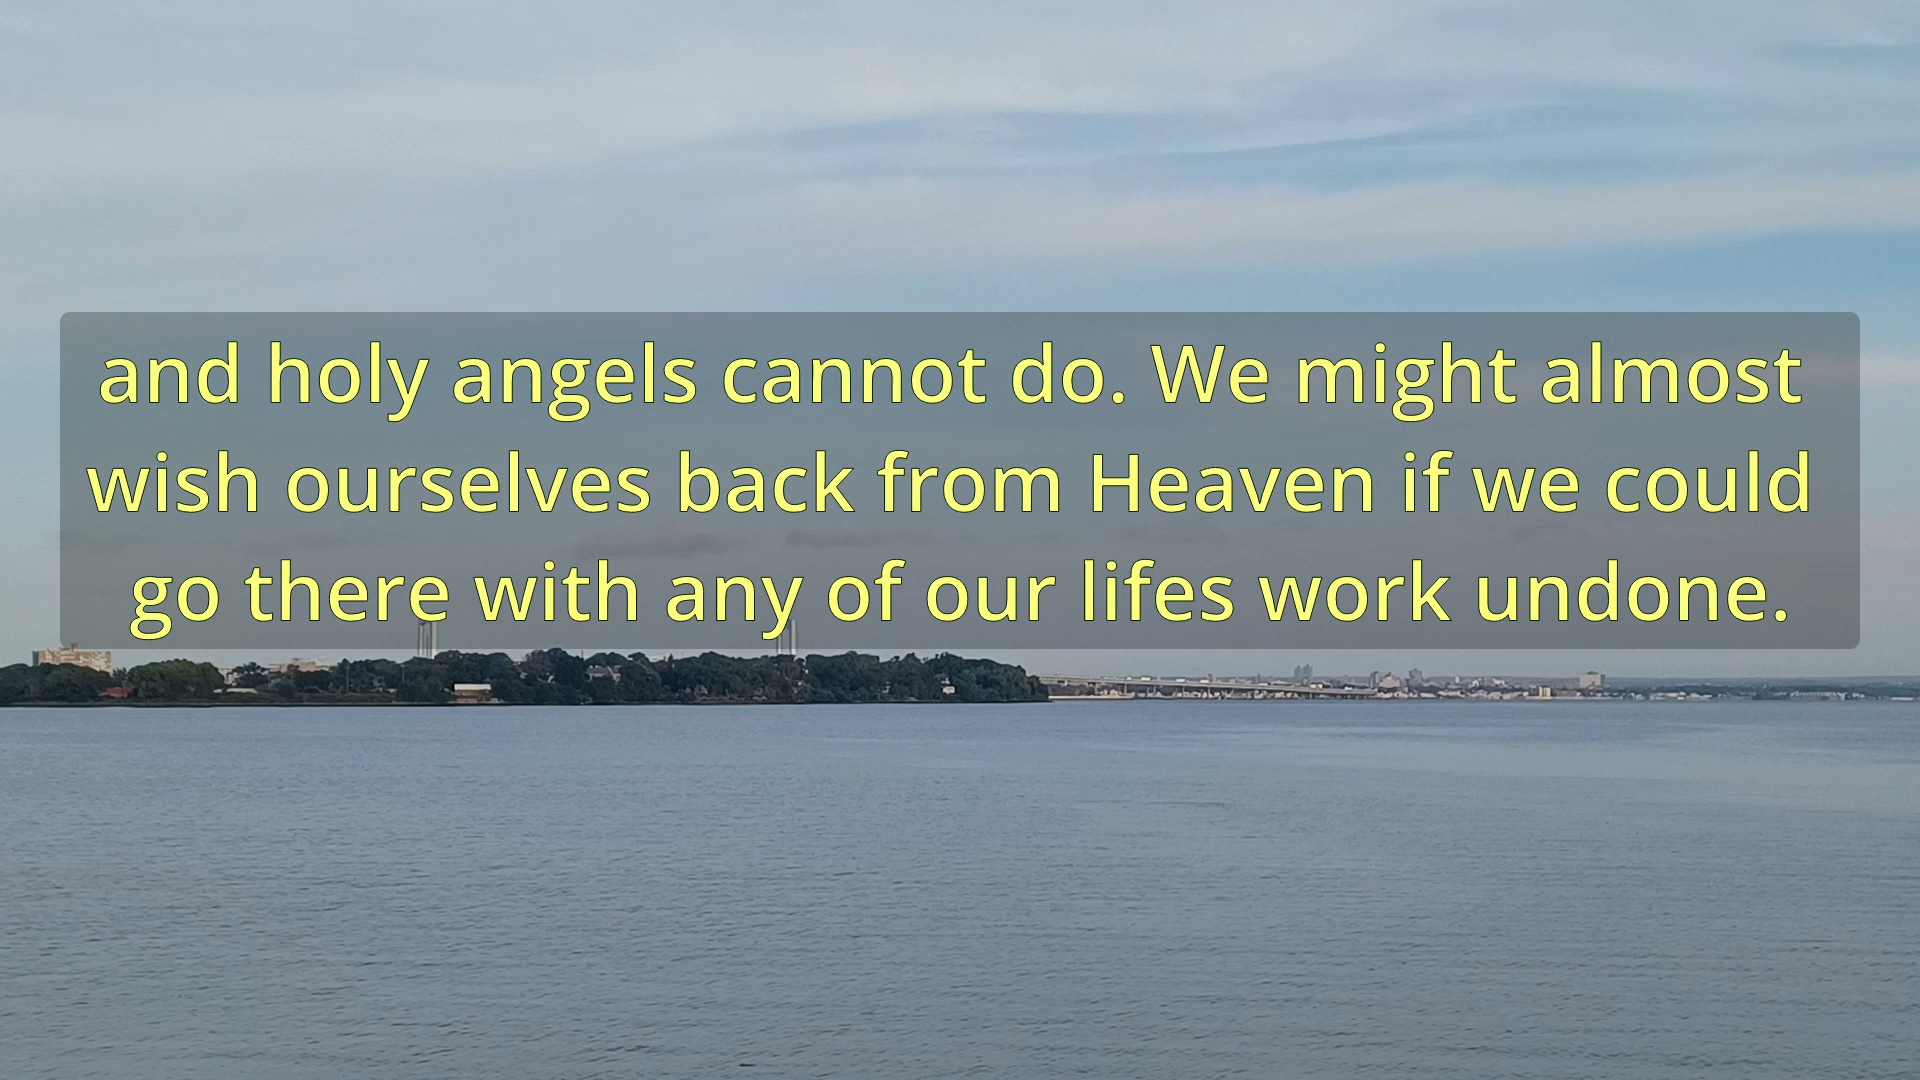 and holy angels cannot do. We might almost
wish ourselves back from Heaven if we could
go there with any of our lifes work undone.